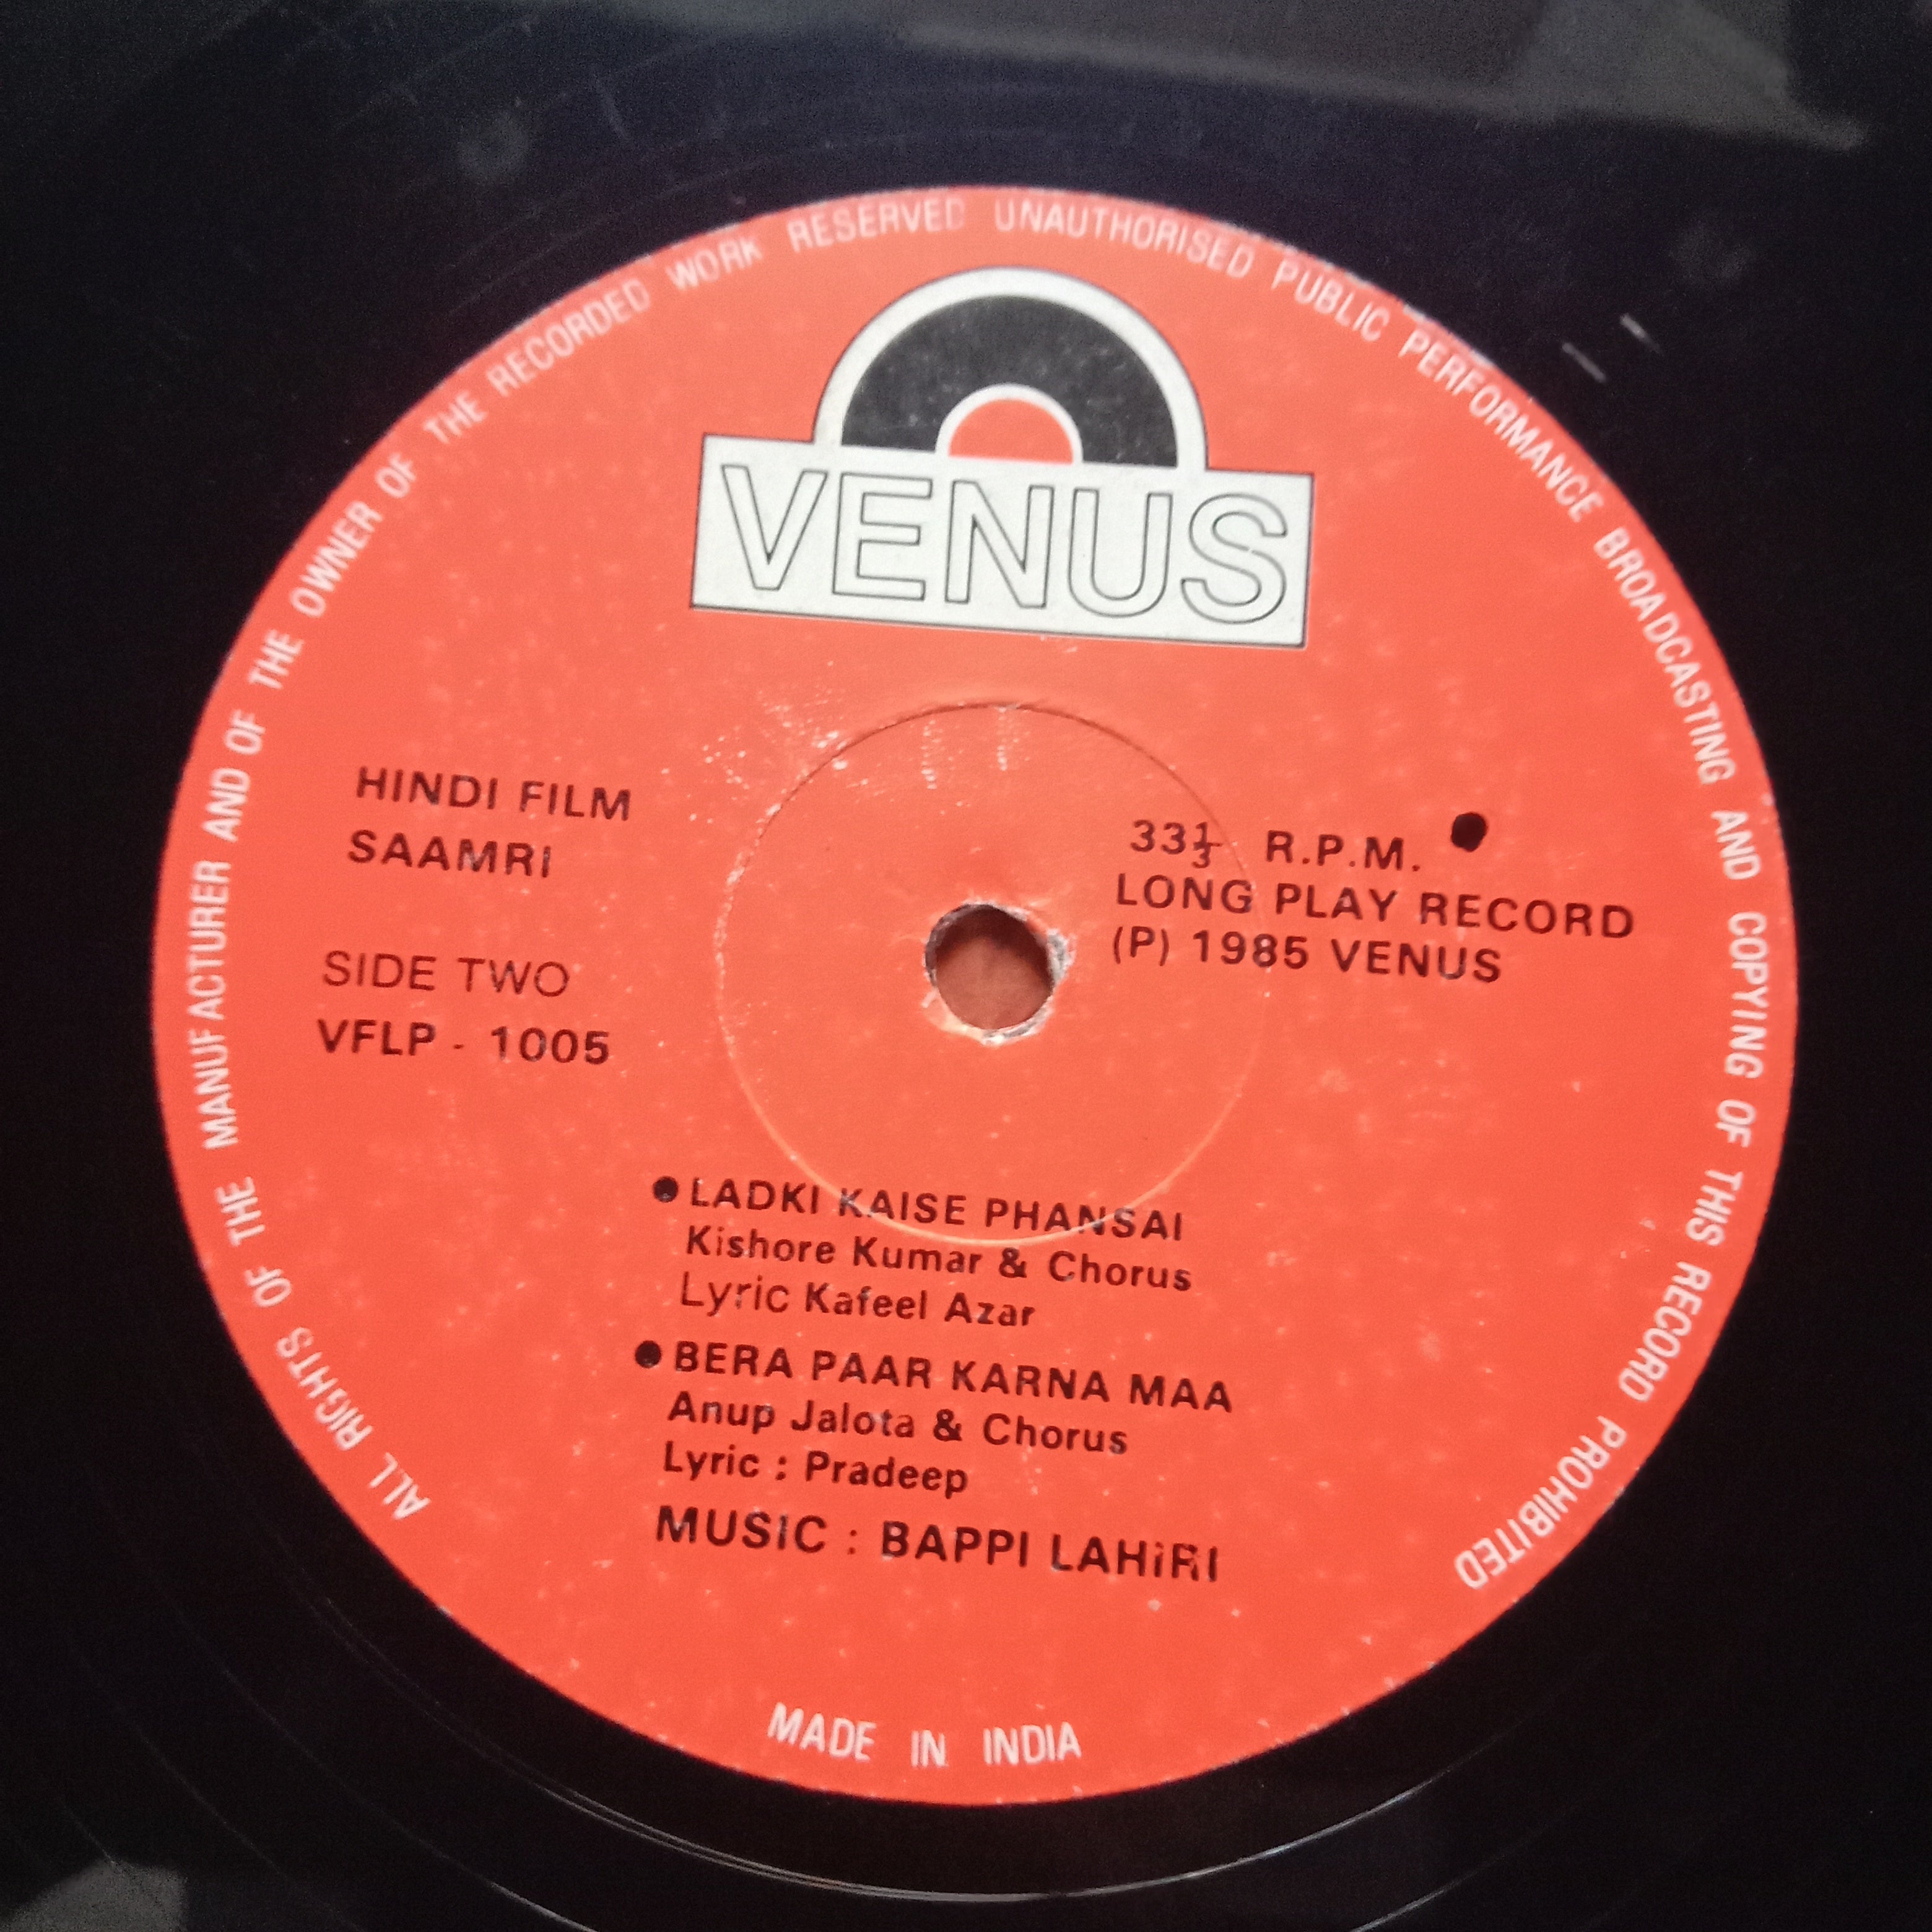 ALL RIGHTS OF THE MANUFACTURER AND OF THE OWNER OF THE RECORDED WORK RESERVED UNAUTHORISED PUBLIC PERFORMANCE BROADCASTING AND COPYING OF THIS RECORD PROHIBITED
VENUS
HINDI FILM
SAAMRI
SIDE TWO
VFLP - 1005
33⅓ R.P.M.
LONG PLAY RECORD
(P) 1985 VENUS
● LADKI KAISE PHANSAI
Kishore Kumar & Chorus
Lyric Kafeel Azar
● BERA PAAR KARNA MAA
Anup Jalota & Chorus
Lyric : Pradeep
MUSIC : BAPPI LAHiRI
MADE IN INDIA